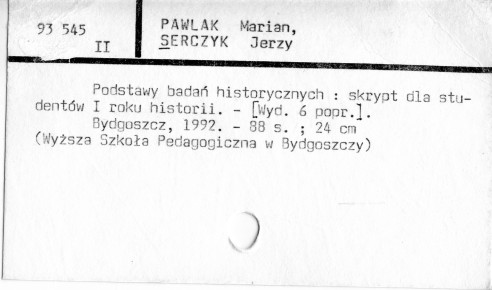 93 545
II
PAWLAK Marian,
SERCZYK Jerzy
Podstawy badań historycznych : skrypt dla stu-
dentów I roku historii. - [Wyd. 6 popr.].
Bydgoszcz, 1992. - 88 s. ; 24 cm
(Wyższa Szkoła Pedagogiczna w Bydgoszczy)